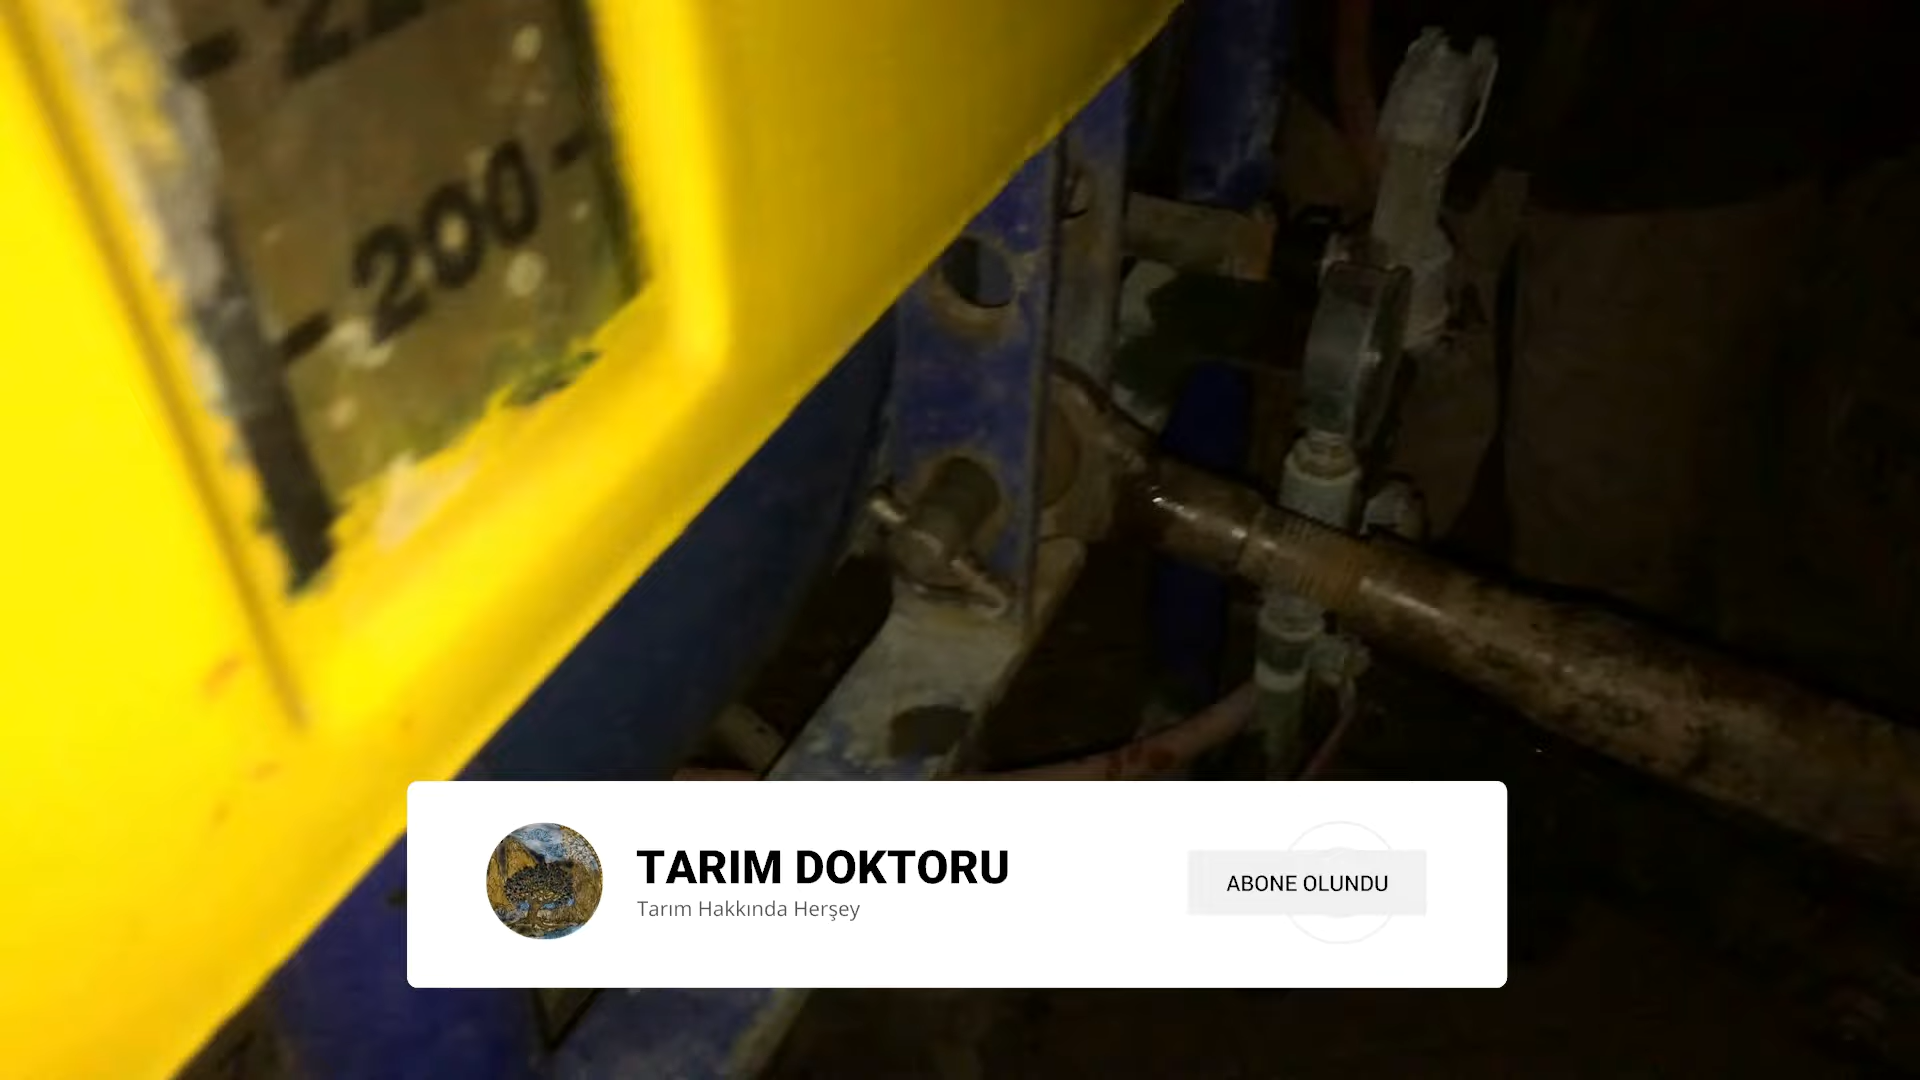 -200-
TARIM DOKTORU
Tarım Hakkında Herşey
ABONE OLUNDU